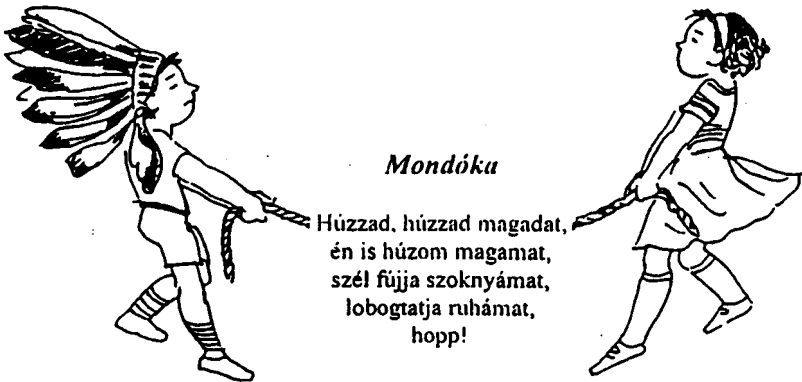 Mondóka
Húzzad, húzzad magadat,
én is húzom magamat,
szél fújja szoknyámat,
lobogtatja ruhámat,
hopp!